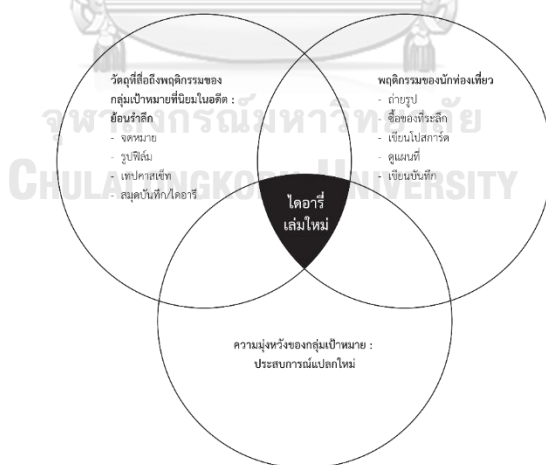 วัตถุที่สื่อถึงพฤติกรรมของ
กลุ่มเป้าหมายที่นิยมในอดีต :
ย้อนรำลึก
- จดหมาย
- รูปฟิล์ม
- เทปคาสเซ็ท
- สมุดบันทึก/ไดอารี่
พฤติกรรมของนักท่องเที่ยว
- ถ่ายรูป
- ซื้อของที่ระลึก
- เขียนโปสการ์ด
- ดูแผนที่
- เขียนบันทึก
จุฬาลงกรณ์มหาวิทยาลัย
CHULALONGKORN UNIVERSITY
ไดอารี่
เล่มใหม่
ความมุ่งหวังของกลุ่มเป้าหมาย :
ประสบการณ์แปลกใหม่